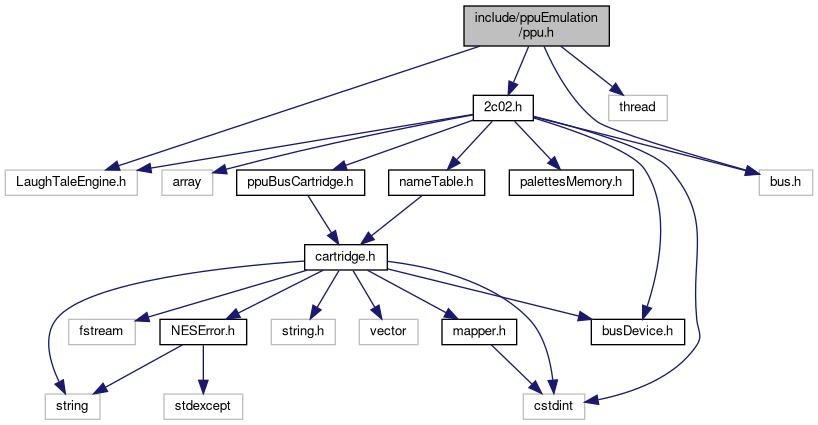 include/ppuEmulation
/ppu.h
2c02.h
thread
LaughTaleEngine.h
array
ppuBusCartridge.h
nameTable.h
palettesMemory.h
bus.h
cartridge.h
fstream
NESError.h
string.h
vector
mapper.h
busDevice.h
string
stdexcept
cstdint